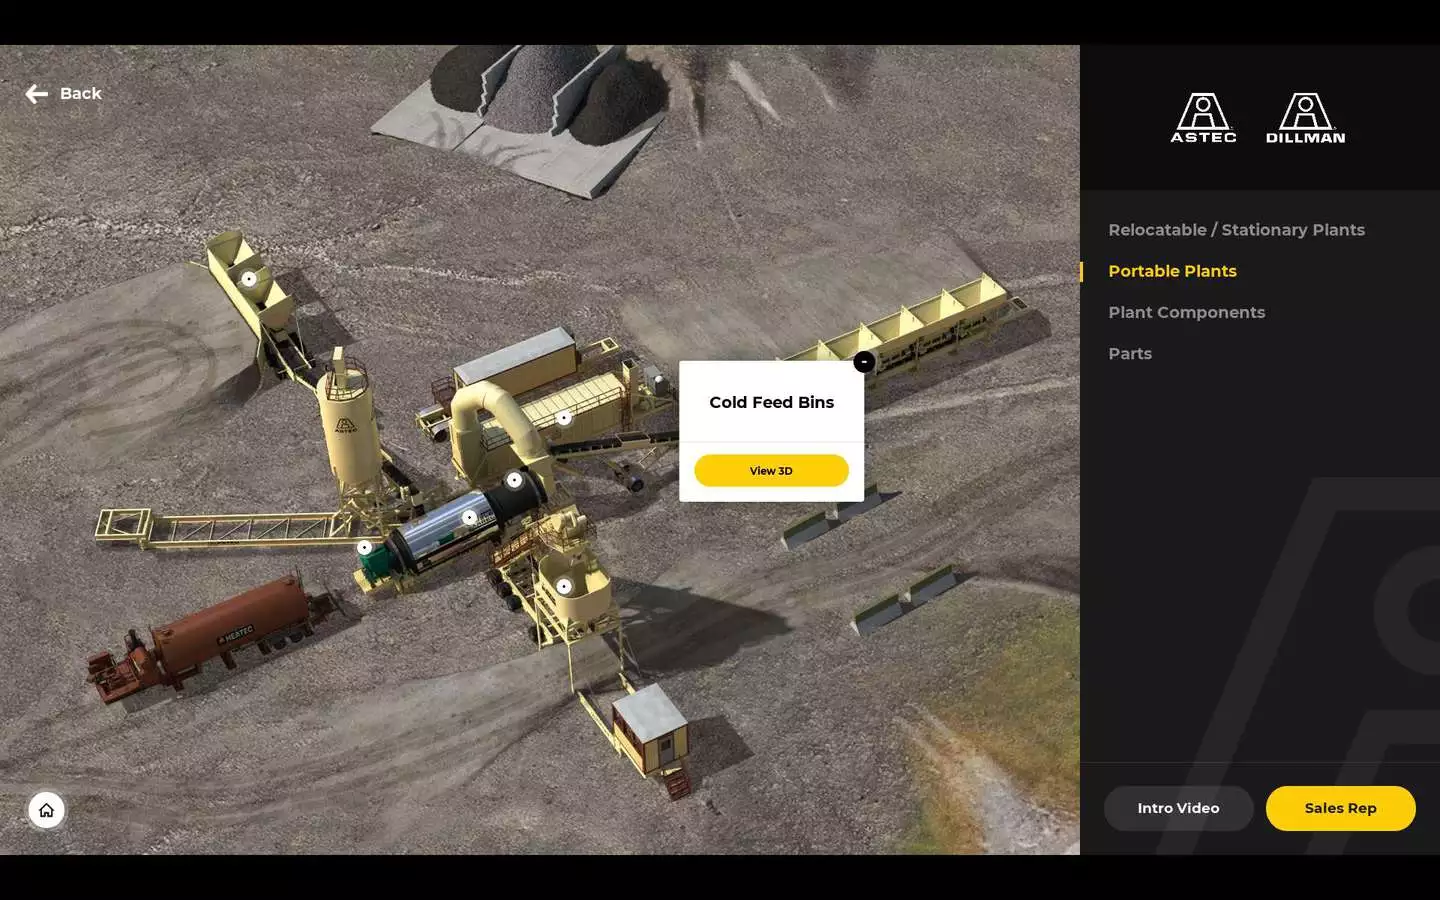 Back
ASTEC
DILLMAN
Relocatable / Stationary Plants
Portable Plants
Plant Components
Parts
Cold Feed Bins
View 3D
ASTEC
HEATEC
Intro Video
Sales Rep